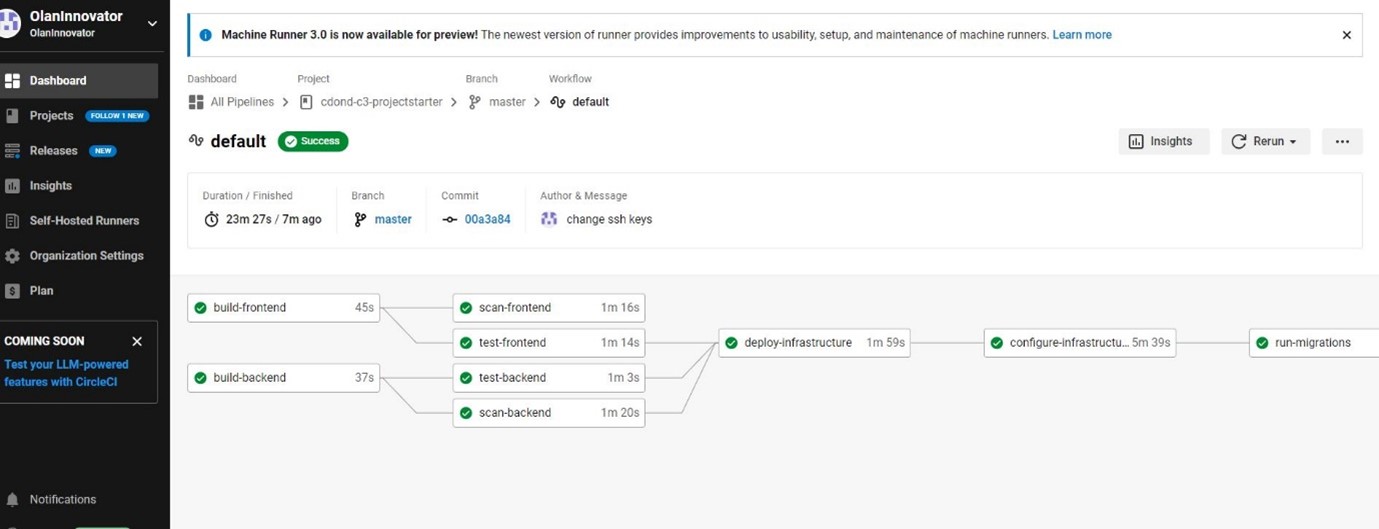 OlanInnovator
OlanInnovator
Dashboard
Projects FOLLOW 1 NEW
Releases NEW
Insights
Self-Hosted Runners
Organization Settings
Plan
COMING SOON
Test your LLM-powered
features with CircleCI
Notifications
Machine Runner 3.0 is now available for preview! The newest version of runner provides improvements to usability, setup, and maintenance of machine runners. Learn more
Dashboard Project Branch Workflow
All Pipelines cdond-c3-projectstarter master default
default Success Insights Rerun
Duration / Finished Branch Commit Author & Message
23m 27s / 7m ago master 00a3a84 change ssh keys
build-frontend 45s scan-frontend 1m 16s
test-frontend 1m 14s deploy-infrastructure 1m 59s configure-infrastructu... 5m 39s run-migrations
build-backend 37s test-backend 1m 3s
scan-backend 1m 20s